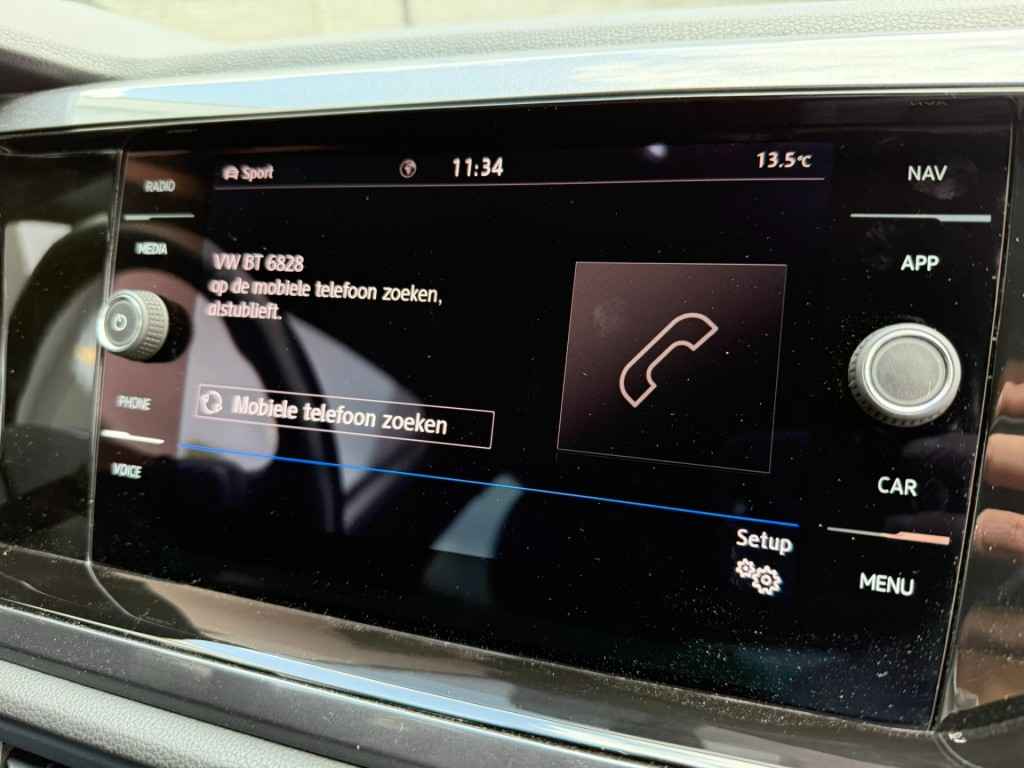 Sport
11:34
13.5°C
RADIO
MEDIA
PHONE
VOICE
VW BT 6828
op de mobiele telefoon zoeken,
alstublieft.
Mobiele telefoon zoeken
Setup
NAV
APP
CAR
MENU